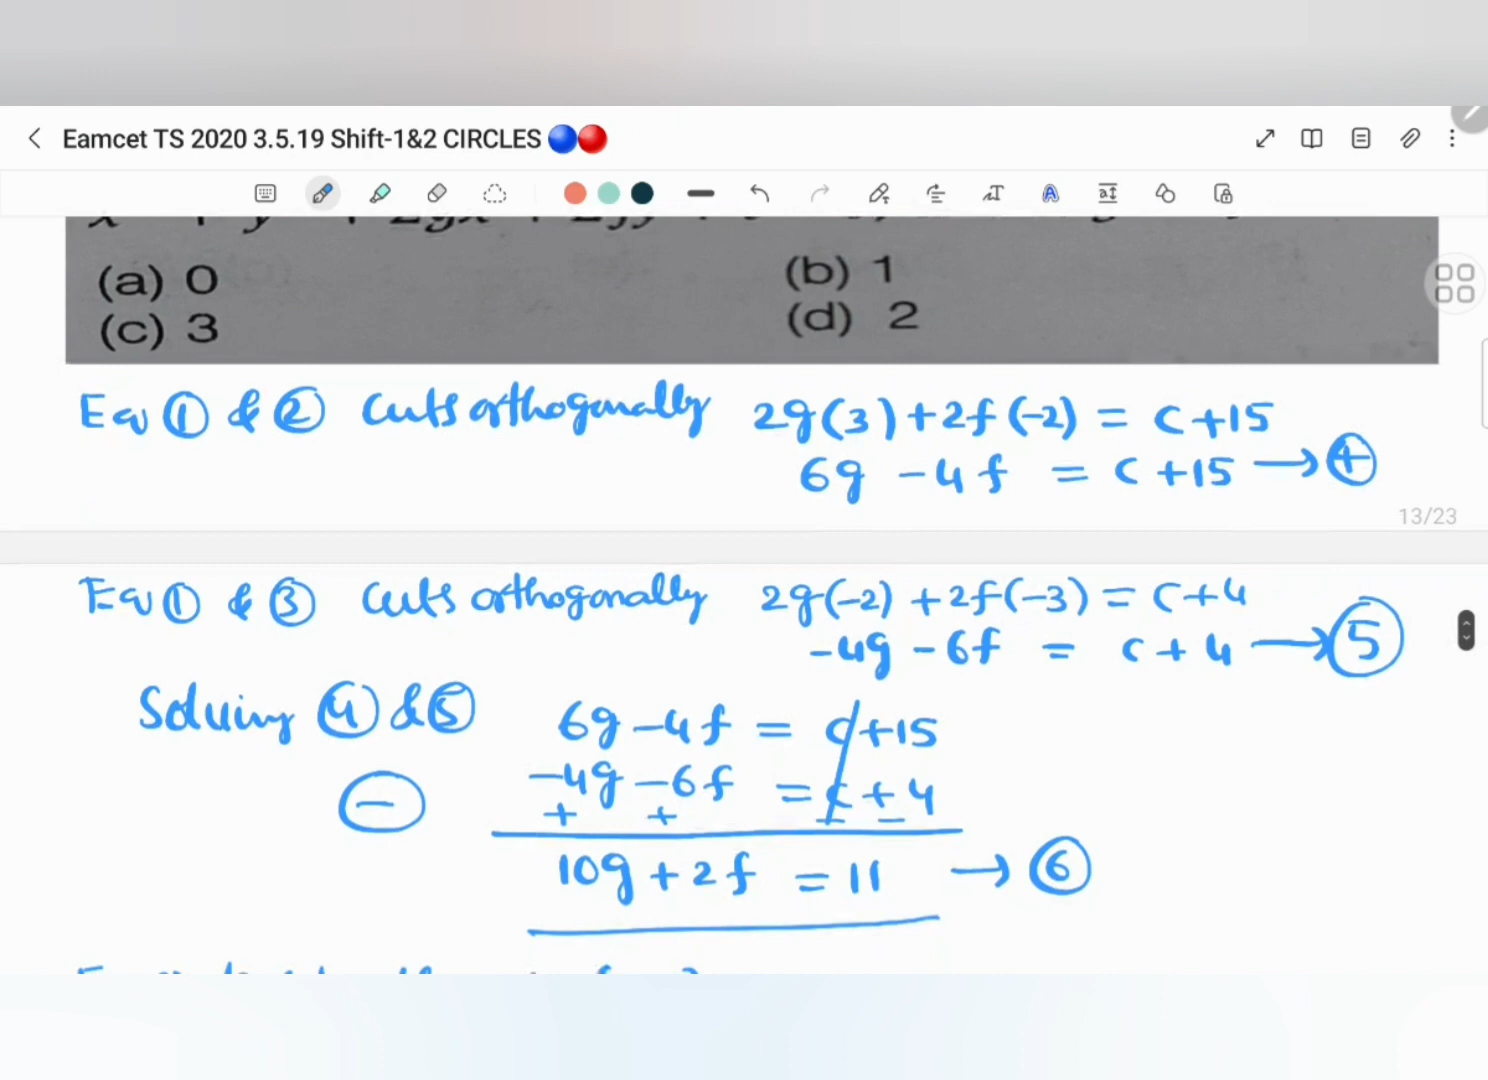 Eamcet TS 2020 3.5.19 Shift-1&2 CIRCLES
(a) 0 (b) 1
(c) 3 (d) 2
Eq ① & ② cuts orthogonally 2g(3)+2f(-2) = c+15
6g - 4f = c+15 → ④
13/23
Eq ① & ③ cuts orthogonally 2g(-2)+2f(-3) = c+4
-4g - 6f = c+4 → ⑤
Solving ④ & ⑤ 6g-4f = c+15
- -4g-6f = c+4
+ + - -
10g+2f = 11 → ⑥